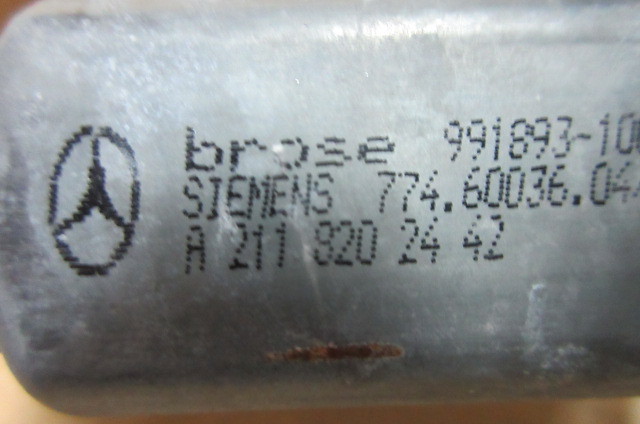 brose 991893-10
SIEMENS 774.60036.04
A 211 820 24 42